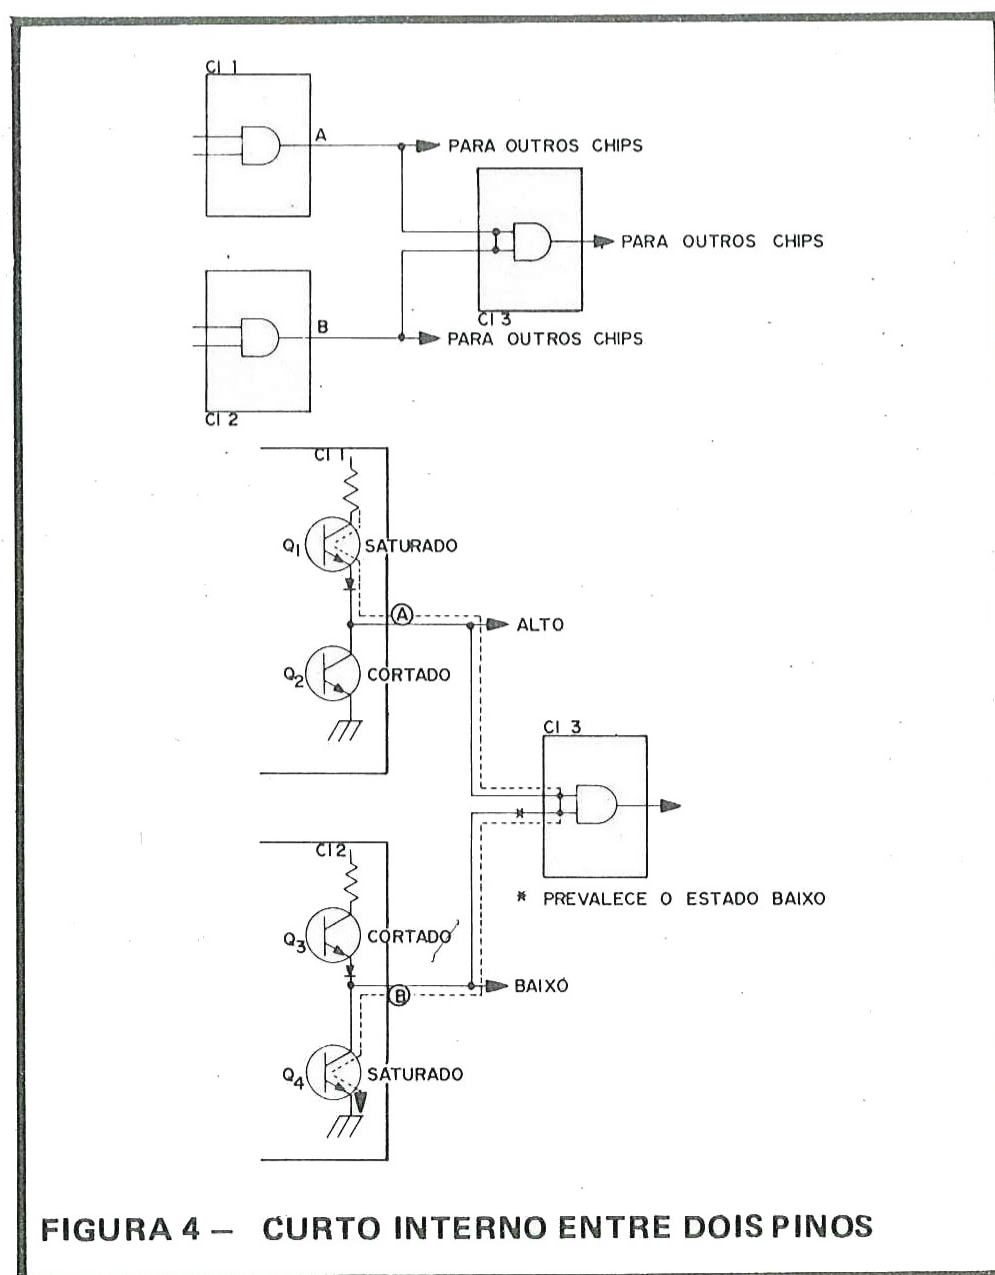 CI 1
A
PARA OUTROS CHIPS
PARA OUTROS CHIPS
CI 3
B
PARA OUTROS CHIPS
CI 2
CI 1
Q1
SATURADO
A
ALTO
Q2
CORTADO
CI 3
CI 2
* PREVALECE O ESTADO BAIXO
Q3
CORTADO
B
BAIXO
Q4
SATURADO
FIGURA 4 — CURTO INTERNO ENTRE DOIS PINOS